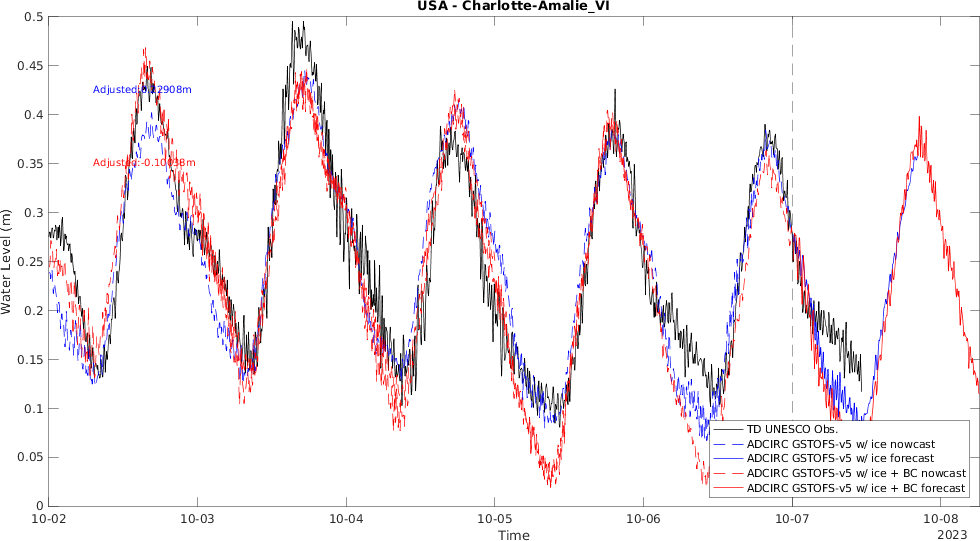 USA - Charlotte-Amalie_VI
0.5
0.45
Adjusted:
0.4
0.35
Adjusted:-0.10038m
0.3
0.25
Water Level (m)
0.2
0.15
0.1
TD UNESCO Obs.
ADCIRC GSTOFS-v5 w/ ice nowcast
0.05
ADCIRC GSTOFS-v5 w/ ice forecast
ADCIRC GSTOFS-v5 w/ ice + BC nowcast
ADCIRC GSTOFS-v5 w/ ice + BC forecast
0
10-02 10-03 10-04 10-05 10-06 10-07 10-08
Time 2023